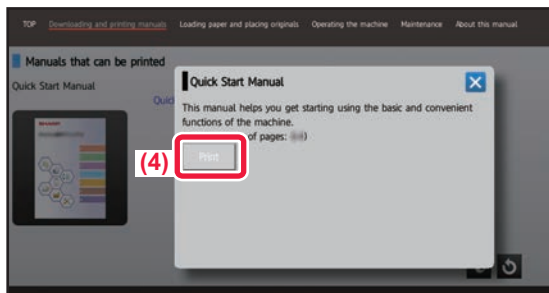 TOP Downloading and printing manuals Loading paper and placing originals Operating the machine Maintenance About this manual
Manuals that can be printed
Quick Start Manual
Quick Start Manual
This manual helps you get starting using the basic and convenient
functions of the machine.
of pages:
Print
(4)
SHARP